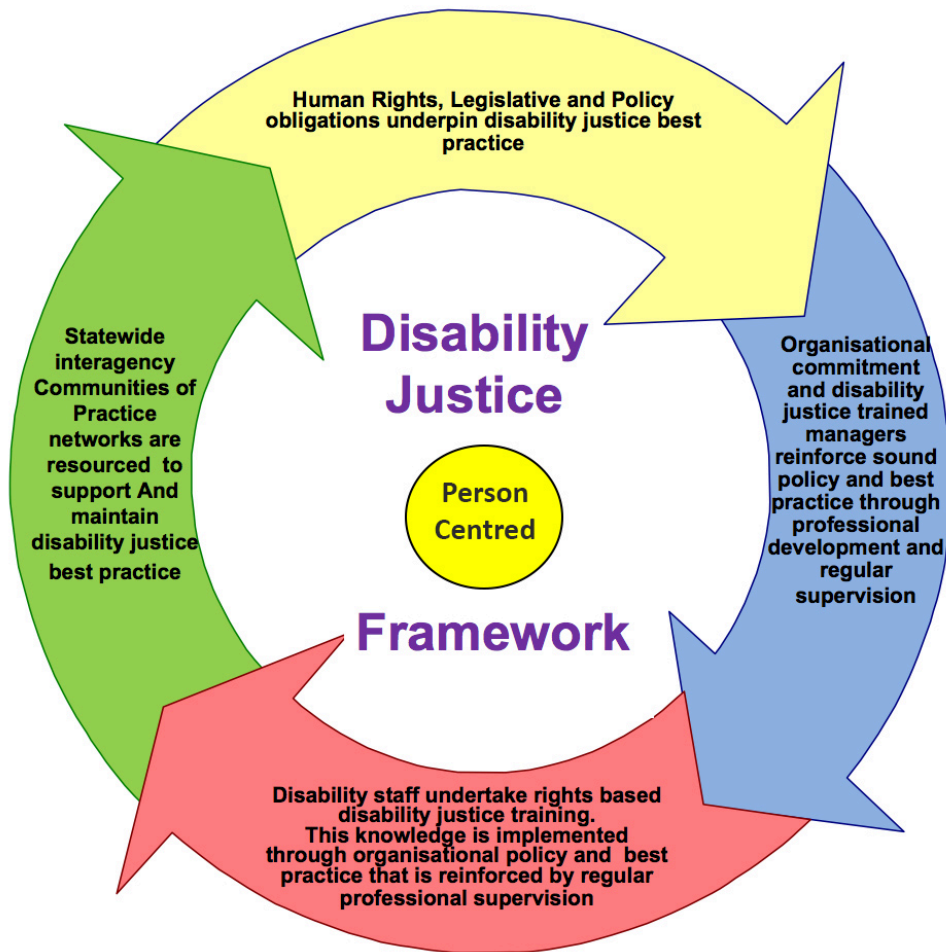 Human Rights, Legislative and Policy
obligations underpin disability justice best
practice
Disability
Justice
Person
Centred
Framework
Organisational
commitment
and disability
justice trained
managers
reinforce sound
policy and best
practice through
professional
development and
regular
supervision
Disability staff undertake rights based
disability justice training.
This knowledge is implemented
through organisational policy and best
practice that is reinforced by regular
professional supervision
Statewide
interagency
Communities of
Practice
networks are
resourced to
support And
maintain
disability justice
best practice